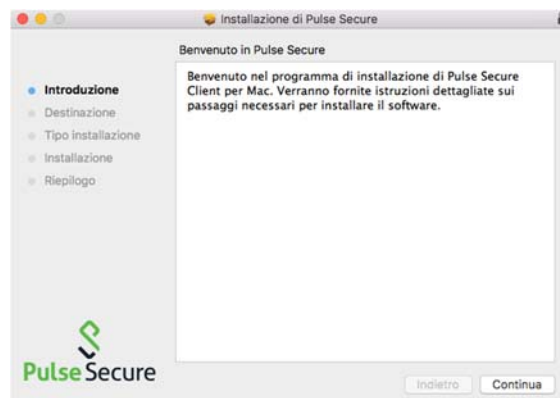 Installazione di Pulse Secure
Benvenuto in Pulse Secure
Introduzione
Destinazione
Tipo installazione
Installazione
Riepilogo
Benvenuto nel programma di installazione di Pulse Secure
Client per Mac. Verranno fornite istruzioni dettagliate sui
passaggi necessari per installare il software.
Pulse Secure
Indietro
Continua